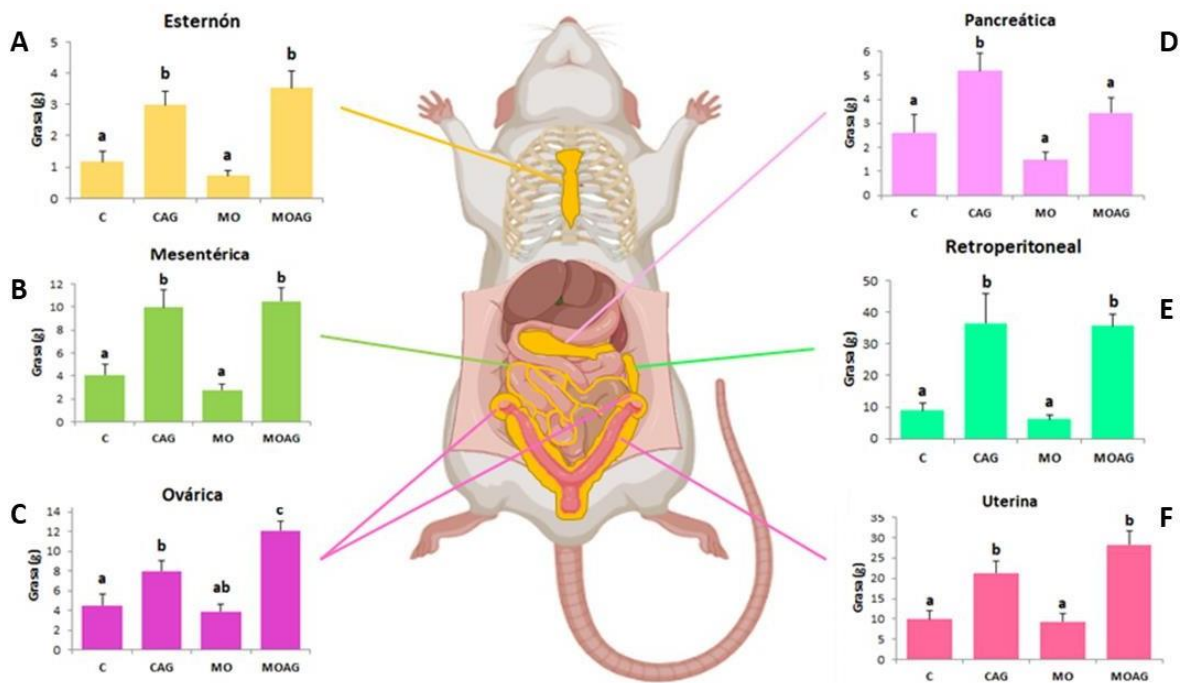 A
Esternón
Grasa (g)
5
4
3
2
1
0
a
b
a
b
C CAG MO MOAG
B
Mesentérica
Grasa (g)
12
10
8
6
4
2
0
a
b
a
b
C CAG MO MOAG
C
Ovárica
Grasa (g)
14
12
10
8
6
4
2
0
a
b
ab
c
C CAG MO MOAG
D
Pancreática
Grasa (g)
6
5
4
3
2
1
0
a
b
a
a
C CAG MO MOAG
E
Retroperitoneal
Grasa (g)
50
40
30
20
10
0
a
b
a
b
C CAG MO MOAG
F
Uterina
Grasa (g)
35
30
25
20
15
10
5
0
a
b
a
b
C CAG MO MOAG